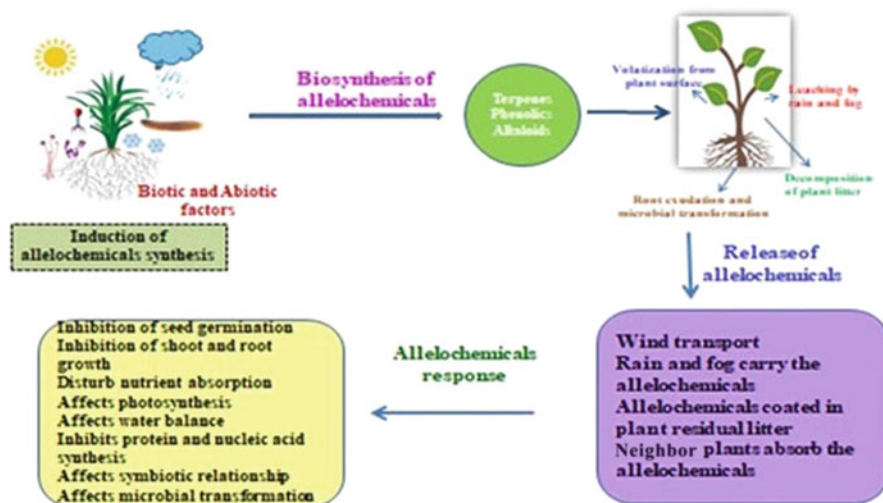 Biosynthesis of
allelochemicals
Terpenes
Phenolics
Alkaloids
Volatization from
plant surface
Leaching by
rain and fog
Decomposition
of plant litter
Root exudation and
microbial transformation
Biotic and Abiotic
factors
Induction of
allelochemicals synthesis
Release of
allelochemicals
Wind transport
Rain and fog carry the
allelochemicals
Allelochemicals coated in
plant residual litter
Neighbor plants absorb the
allelochemicals
Allelochemicals
response
Inhibition of seed germination
Inhibition of shoot and root
growth
Disturb nutrient absorption
Affects photosynthesis
Affects water balance
Inhibits protein and nucleic acid
synthesis
Affects symbiotic relationship
Affects microbial transformation